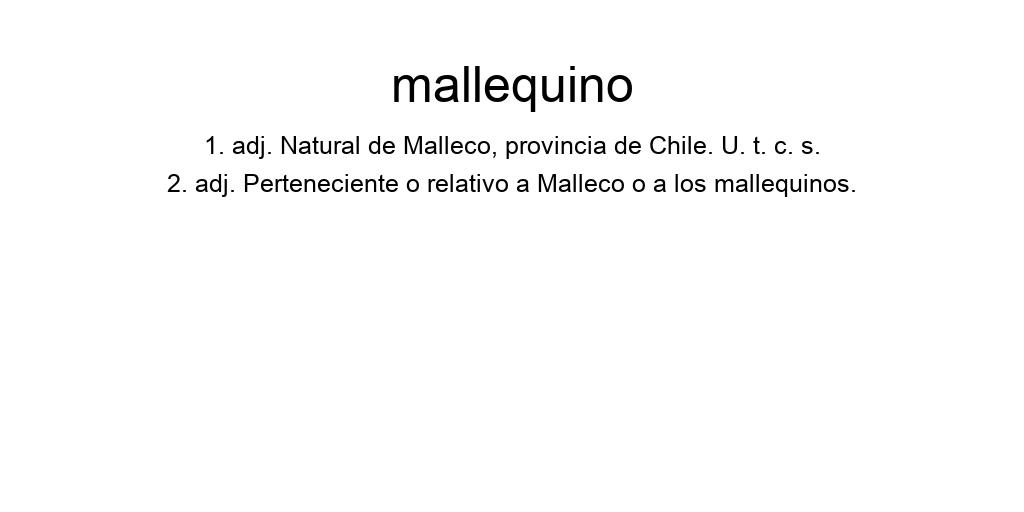 mallequino
1. adj. Natural de Malleco, provincia de Chile. U. t. c. s.
2. adj. Perteneciente o relativo a Malleco o a los mallequinos.